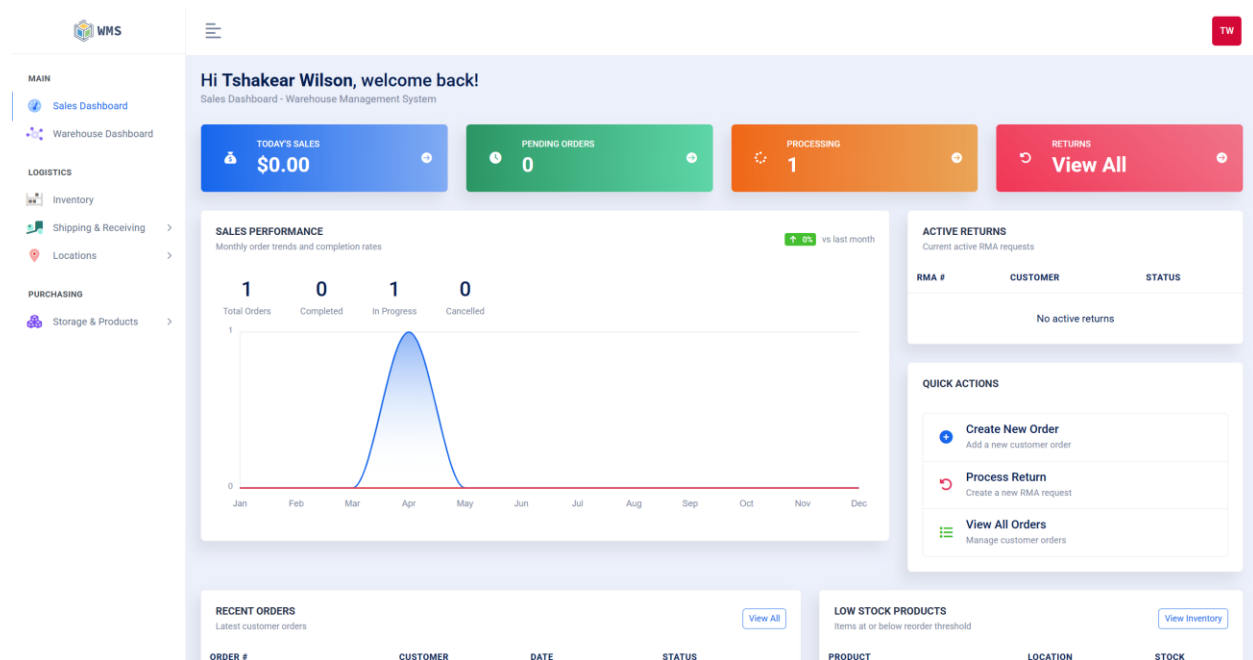 WMS
TW
MAIN
Sales Dashboard
Warehouse Dashboard
LOGISTICS
Inventory
Shipping & Receiving
Locations
PURCHASING
Storage & Products
Hi Tshakear Wilson, welcome back!
Sales Dashboard - Warehouse Management System
TODAY'S SALES
$0.00
PENDING ORDERS
0
PROCESSING
1
RETURNS
View All
SALES PERFORMANCE
Monthly order trends and completion rates
0% vs last month
1 0 1 0
Total Orders Completed In Progress Cancelled
1
0
Jan Feb Mar Apr May Jun Jul Aug Sep Oct Nov Dec
ACTIVE RETURNS
Current active RMA requests
RMA # CUSTOMER STATUS
No active returns
QUICK ACTIONS
Create New Order
Add a new customer order
Process Return
Create a new RMA request
View All Orders
Manage customer orders
RECENT ORDERS
Latest customer orders
View All
ORDER # CUSTOMER DATE STATUS
LOW STOCK PRODUCTS
Items at or below reorder threshold
View Inventory
PRODUCT LOCATION STOCK